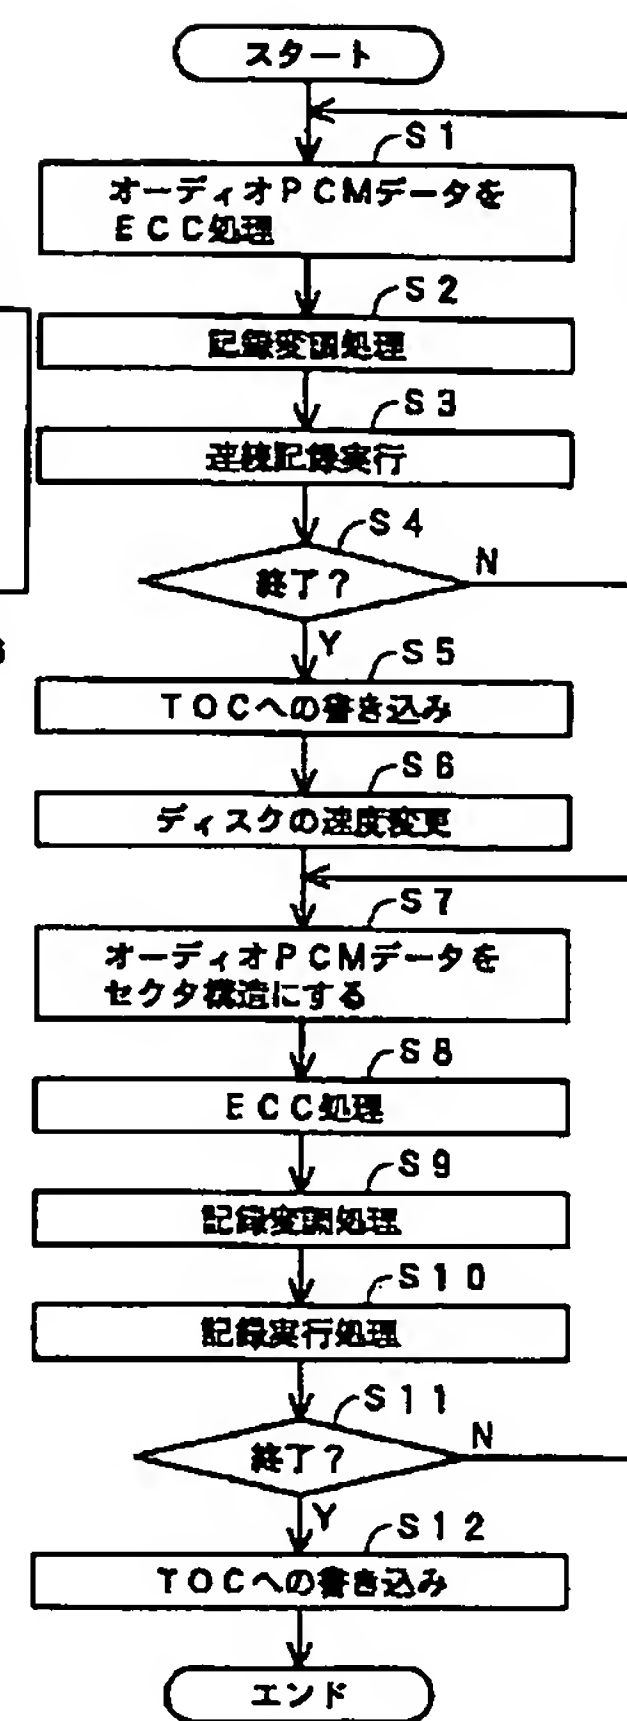 スタート
S1
オーディオPCMデータを
ECC処理
S2
記録変調処理
S3
連続記録実行
S4
終了?
N
Y
S5
TOCへの書き込み
S6
ディスクの速度変更
S7
オーディオPCMデータを
セクタ構造にする
S8
ECC処理
S9
記録変調処理
S10
記録実行処理
S11
終了?
N
Y
S12
TOCへの書き込み
エンド